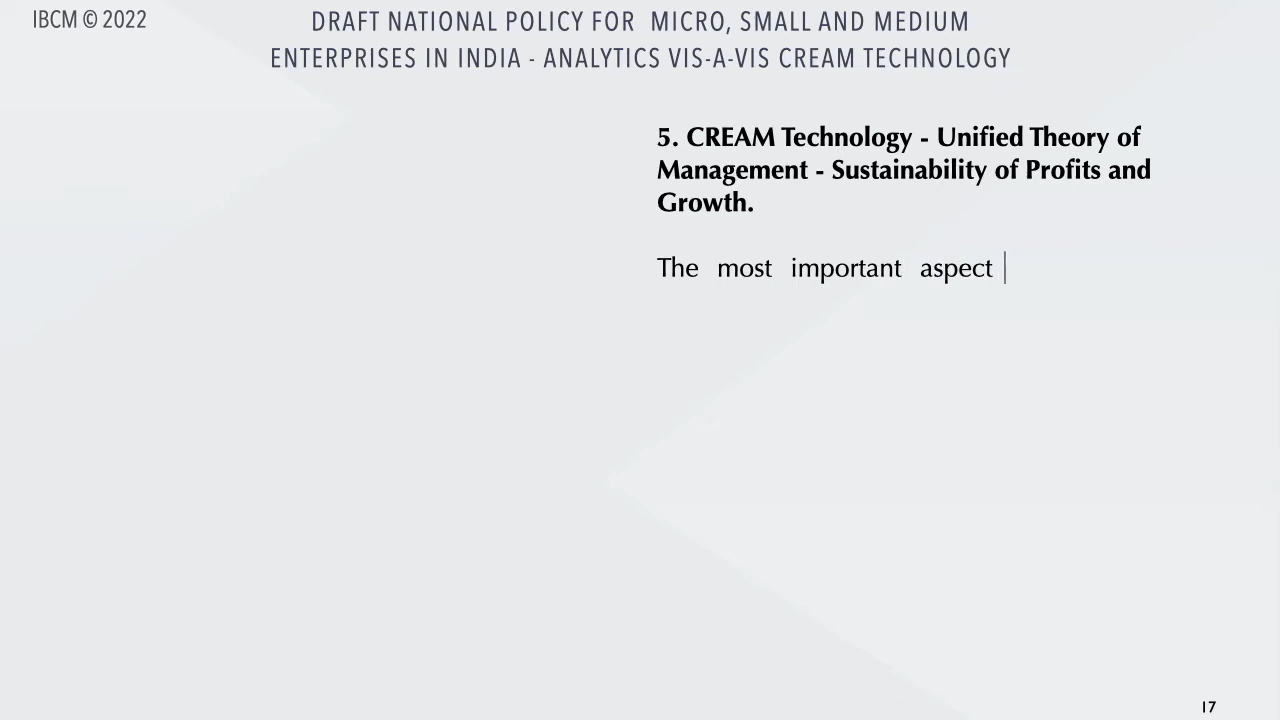 IBCM © 2022
DRAFT NATIONAL POLICY FOR MICRO, SMALL AND MEDIUM
ENTERPRISES IN INDIA - ANALYTICS VIS-A-VIS CREAM TECHNOLOGY
5. CREAM Technology - Unified Theory of
Management - Sustainability of Profits and
Growth.
The most important aspect
17